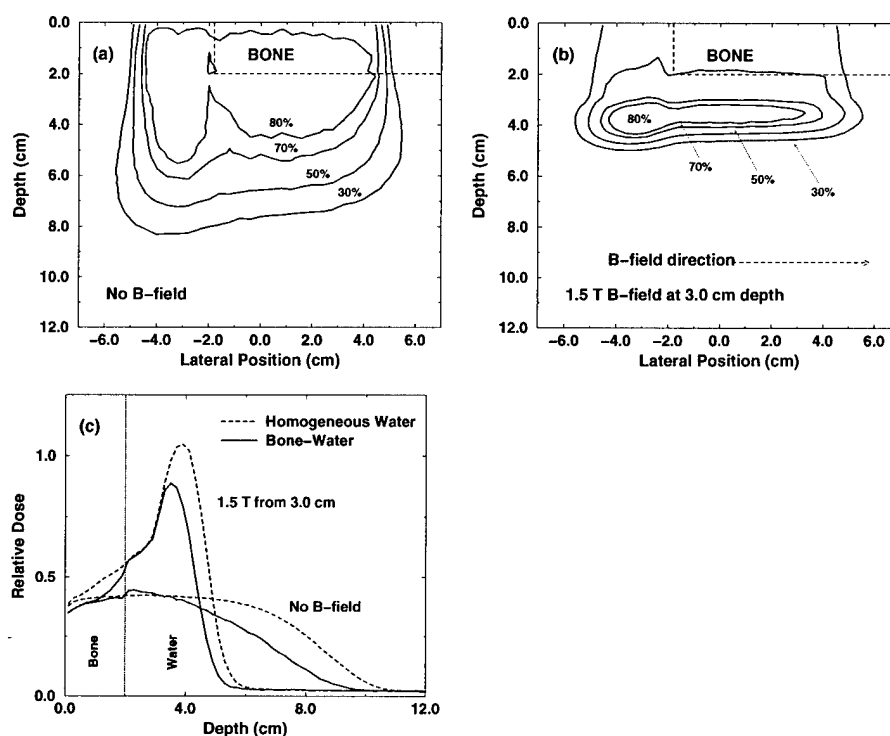 (a)
BONE
80%
70%
50%
30%
No B-field
0.0
2.0
4.0
6.0
8.0
10.0
12.0
Depth (cm)
-6.0 -4.0 -2.0 0.0 2.0 4.0 6.0
Lateral Position (cm)
(b)
BONE
80%
70%
50%
30%
B-field direction
1.5 T B-field at 3.0 cm depth
0.0
2.0
4.0
6.0
8.0
10.0
12.0
Depth (cm)
-6.0 -4.0 -2.0 0.0 2.0 4.0 6.0
Lateral Position (cm)
(c)
Homogeneous Water
Bone-Water
1.5 T from 3.0 cm
No B-field
Bone
Water
1.0
0.5
0.0
Relative Dose
0.0 4.0 8.0 12.0
Depth (cm)